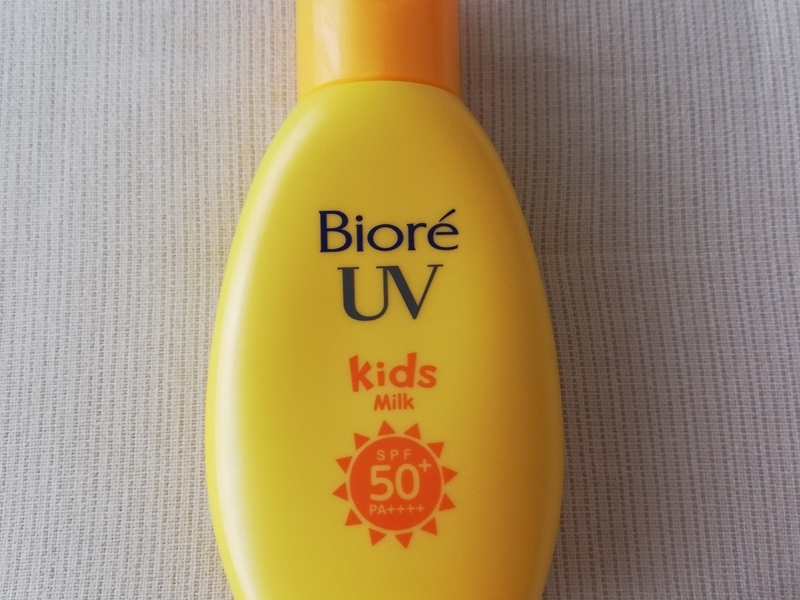 Bioré
UV
kids
Milk
SPF
50+
PA++++